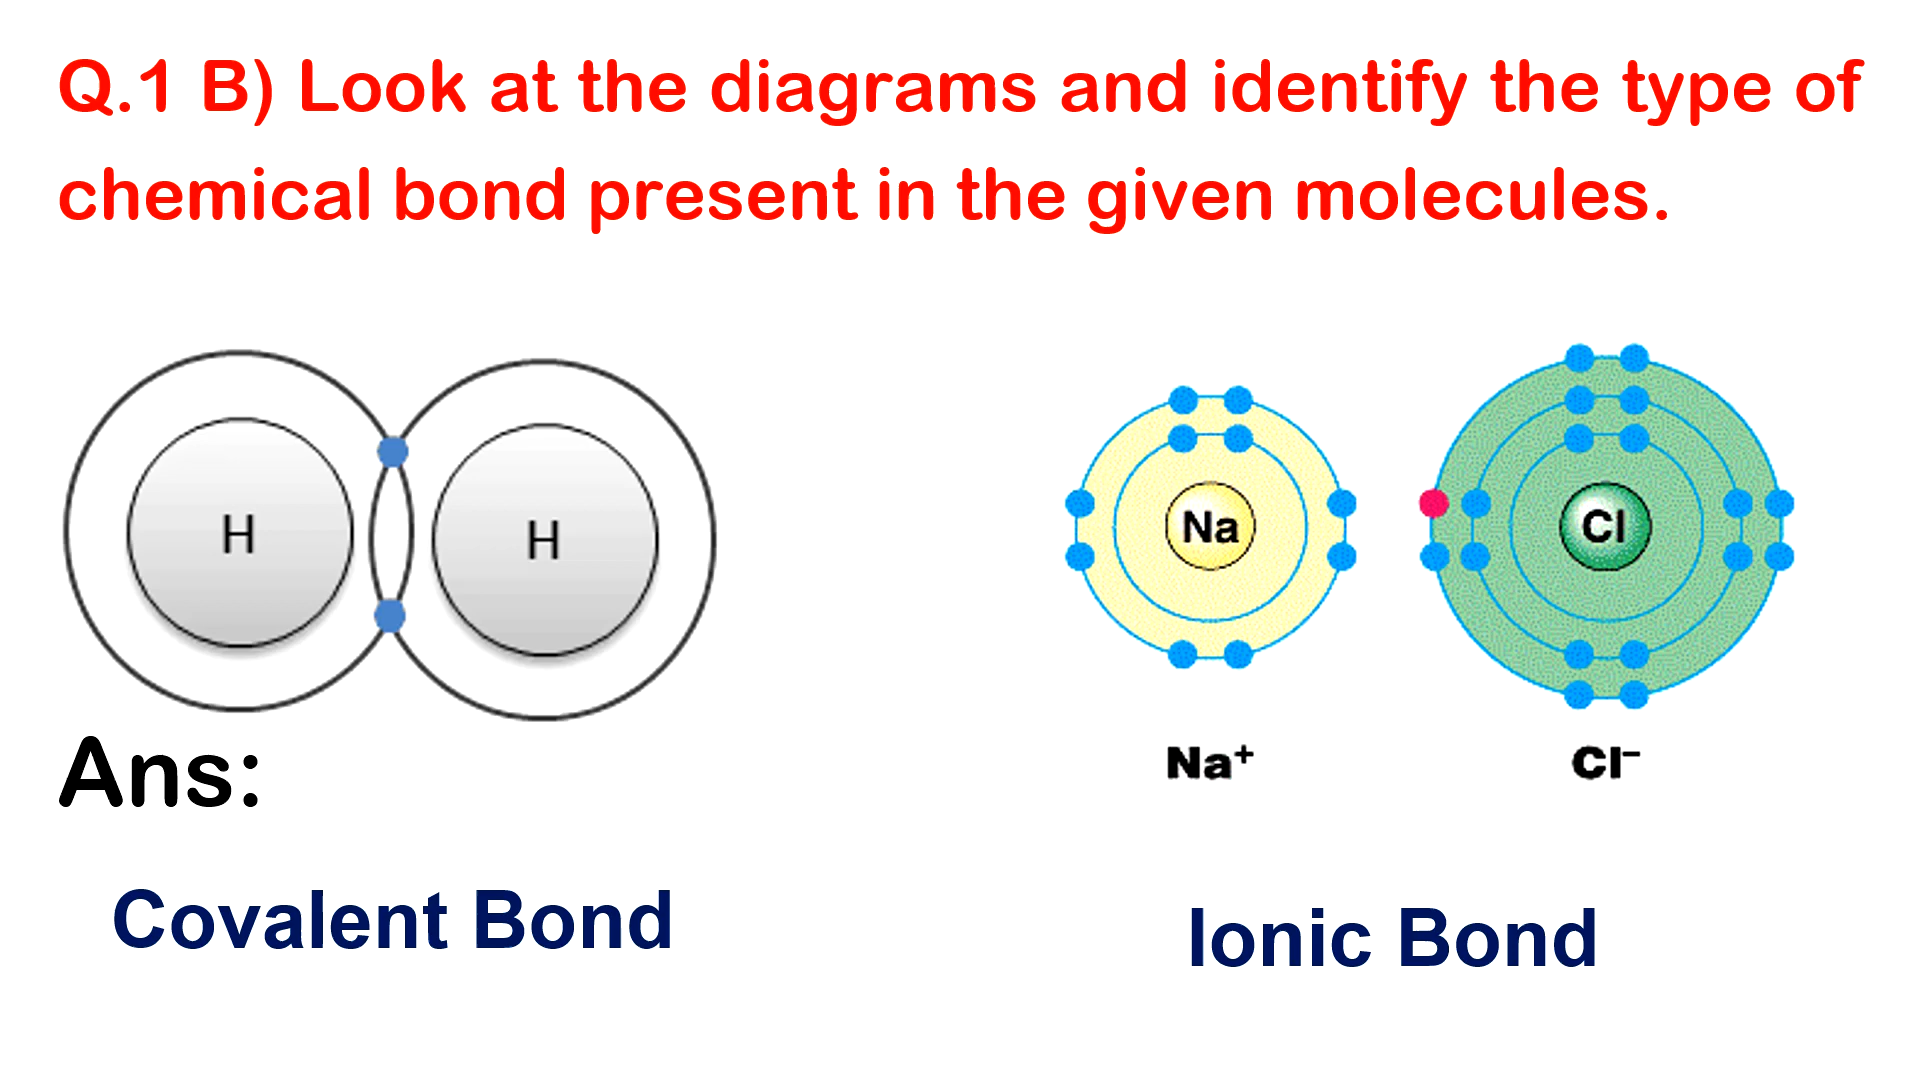 Q.1 B) Look at the diagrams and identify the type of
chemical bond present in the given molecules.
H
H
Na
Cl
Na⁺
Cl⁻
Ans:
Covalent Bond
Ionic Bond